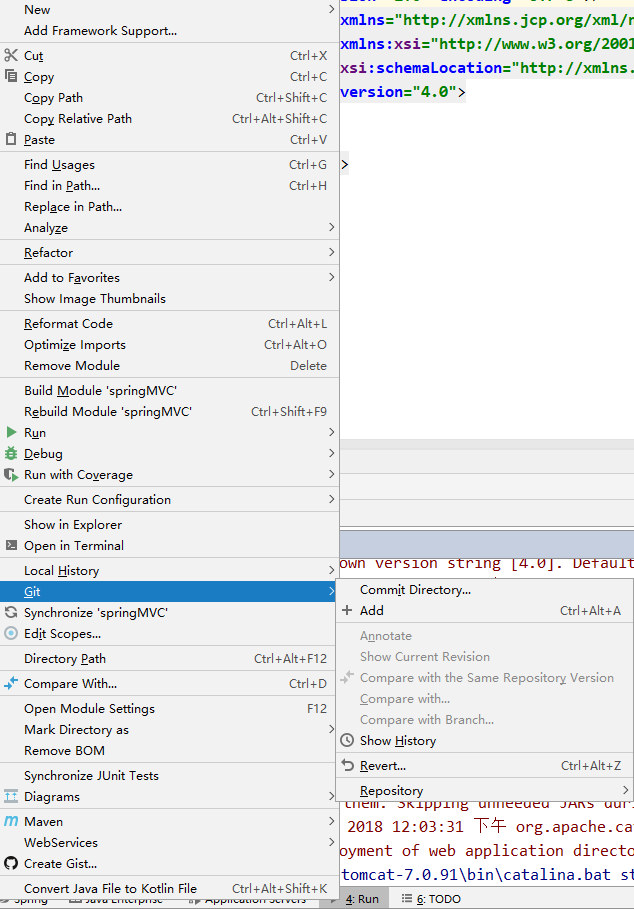 New
Add Framework Support...
Cut Ctrl+X
Copy Ctrl+C
Copy Path Ctrl+Shift+C
Copy Relative Path Ctrl+Alt+Shift+C
Paste Ctrl+V
Find Usages Ctrl+G
Find in Path... Ctrl+H
Replace in Path...
Analyze
Refactor
Add to Favorites
Show Image Thumbnails
Reformat Code Ctrl+Alt+L
Optimize Imports Ctrl+Alt+O
Remove Module Delete
Build Module 'springMVC'
Rebuild Module 'springMVC' Ctrl+Shift+F9
Run
Debug
Run with Coverage
Create Run Configuration
Show in Explorer
Open in Terminal
Local History
Git
Synchronize 'springMVC'
Edit Scopes...
Directory Path Ctrl+Alt+F12
Compare With... Ctrl+D
Open Module Settings F12
Mark Directory as
Remove BOM
Synchronize JUnit Tests
Diagrams
Maven
WebServices
Create Gist...
Convert Java File to Kotlin File Ctrl+Alt+Shift+K
xmlns="http://xmlns.jcp.org/xml/n
xmlns:xsi="http://www.w3.org/2001
xsi:schemaLocation="http://xmlns.
version="4.0">
>
own version string [4.0]. Default
Commit Directory...
Add Ctrl+Alt+A
Annotate
Show Current Revision
Compare with the Same Repository Version
Compare with...
Compare with Branch...
Show History
Revert... Ctrl+Alt+Z
Repository
them. Skipping unneeded JARs duri
2018 12:03:31 下午 org.apache.cat
oyment of web application directo
tomcat-7.0.91\bin\catalina.bat st
Spring Java Enterprise Application Servers 4: Run 6: TODO